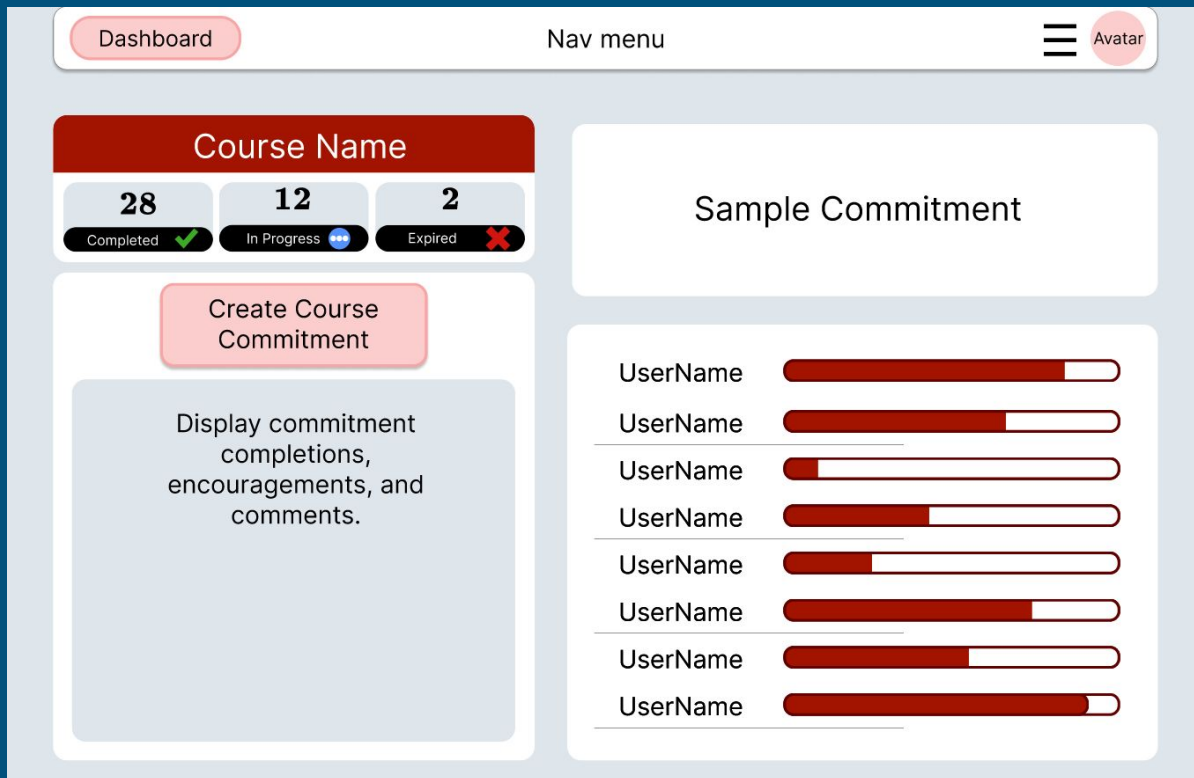 Dashboard
Nav menu
Avatar
Course Name
28
12
2
Completed
In Progress
Expired
Create Course
Commitment
Display commitment
completions,
encouragements, and
comments.
Sample Commitment
UserName
UserName
UserName
UserName
UserName
UserName
UserName
UserName